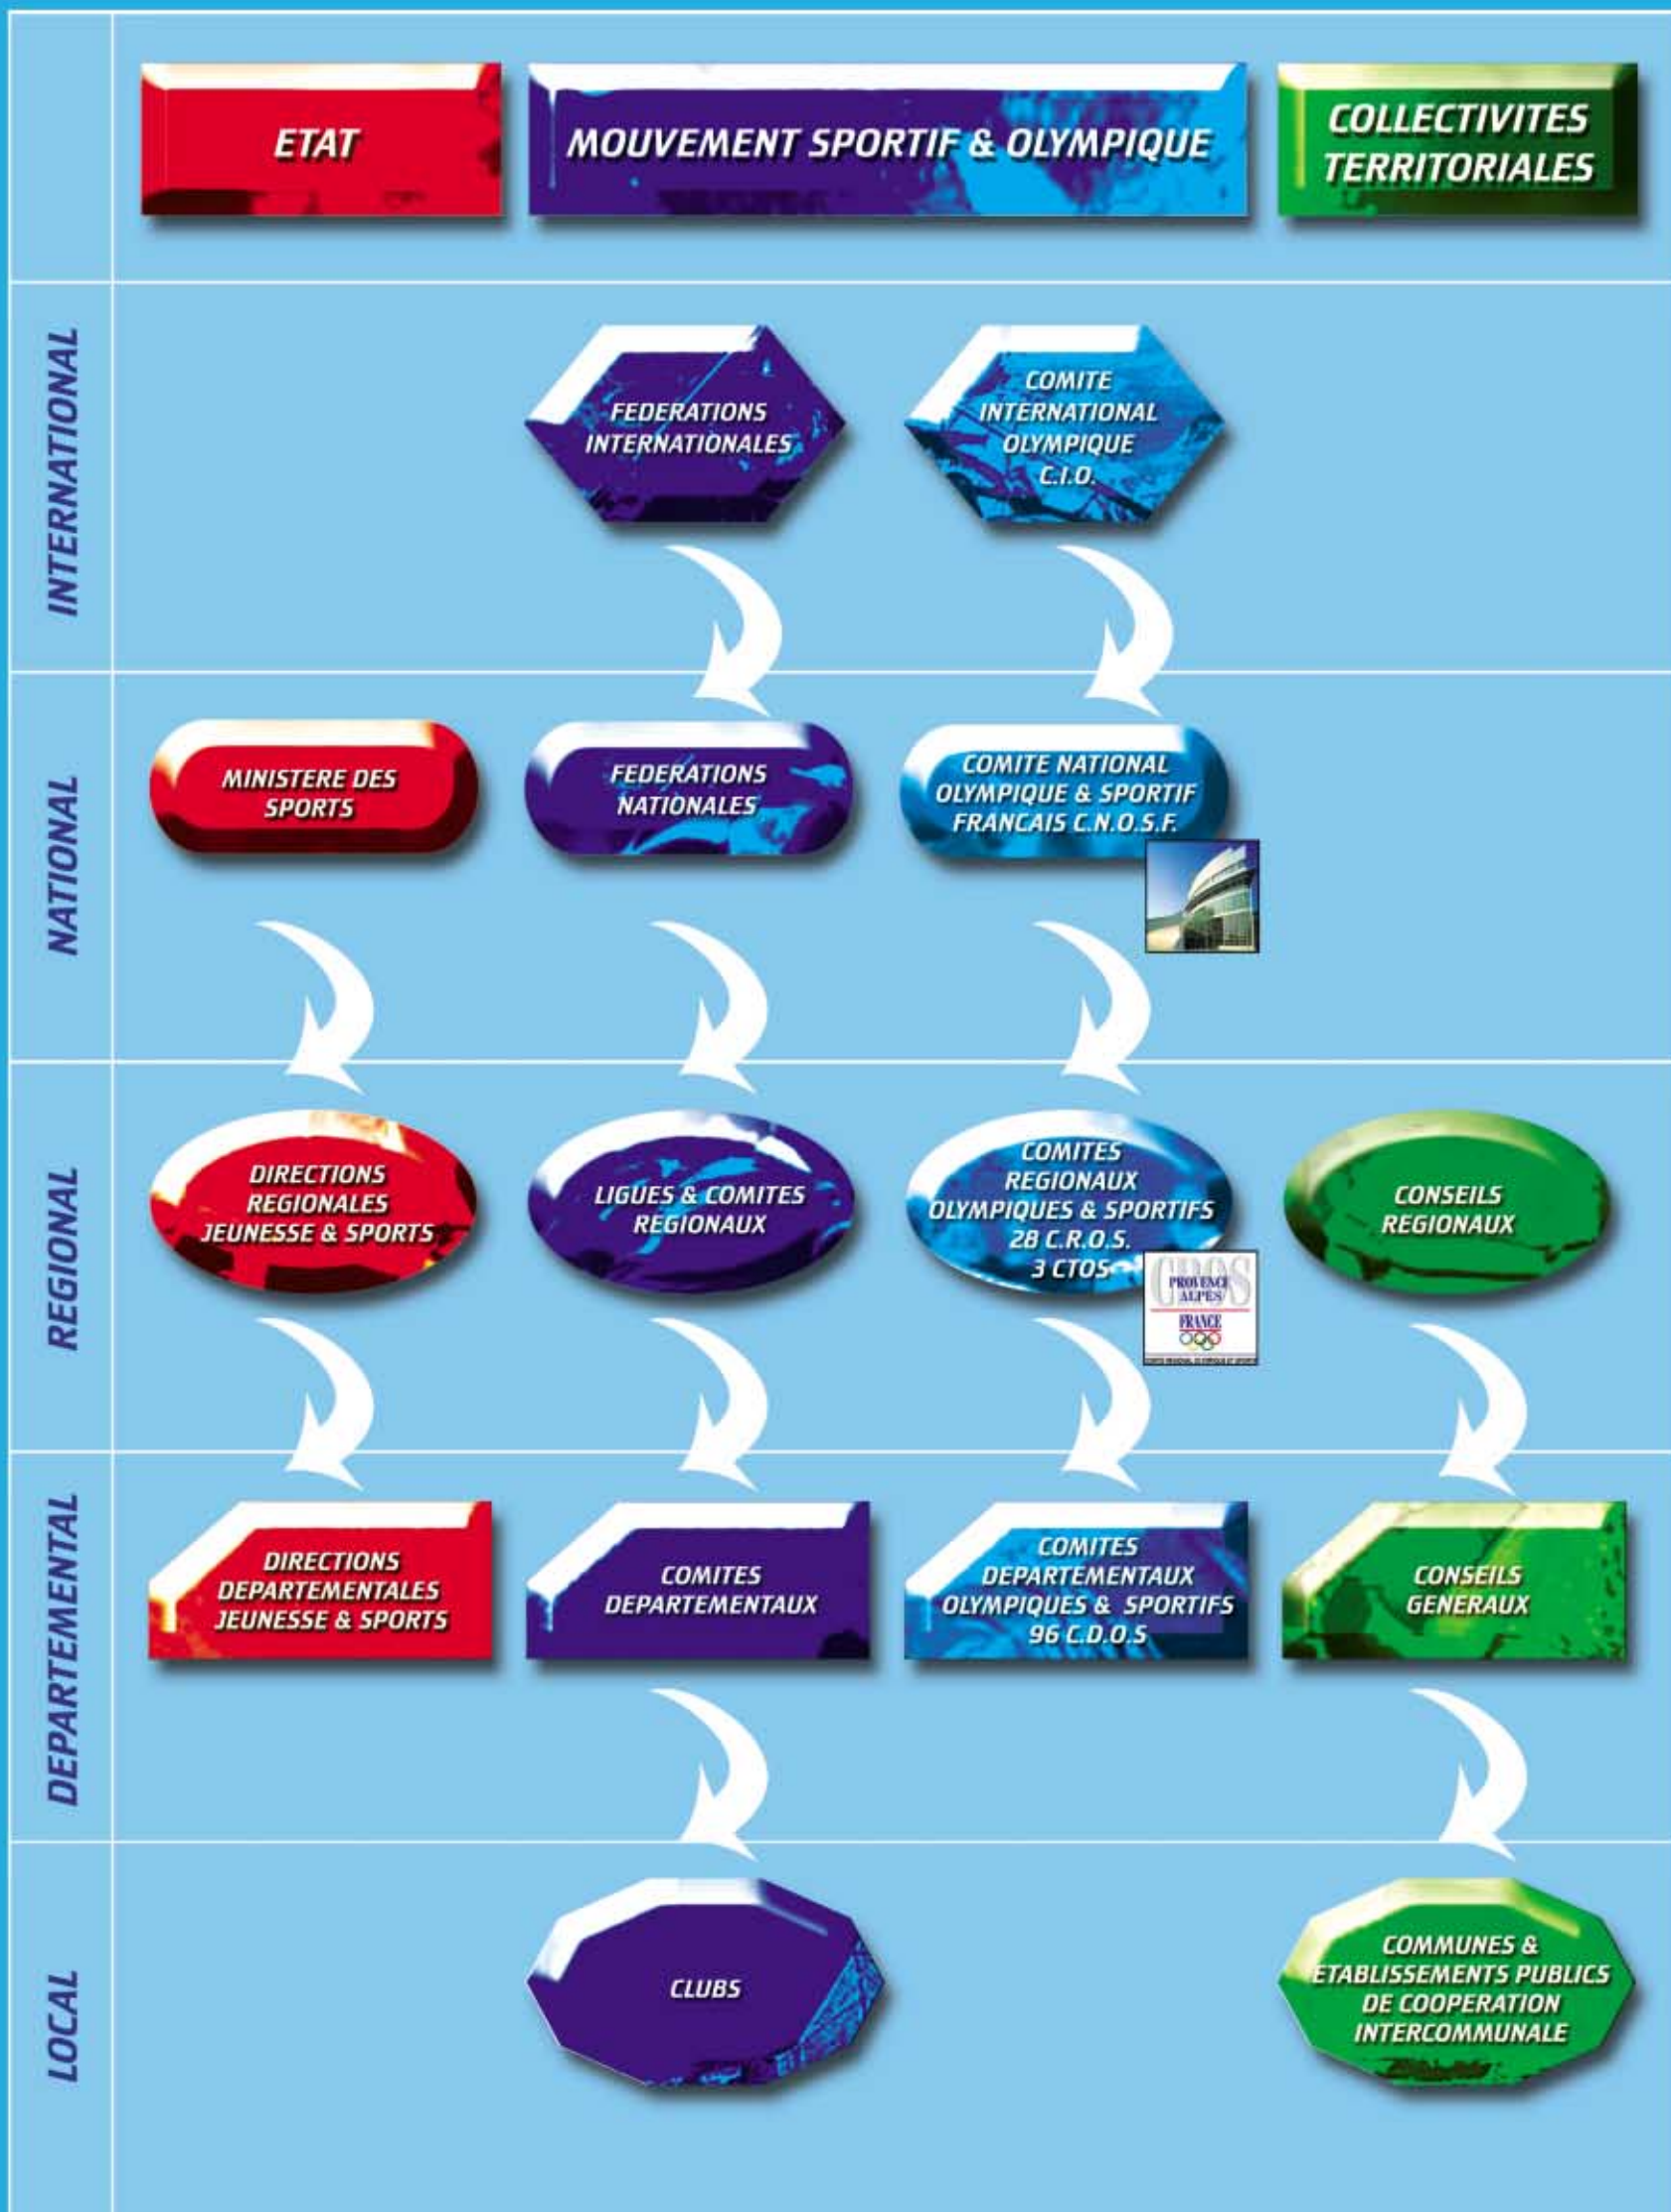 ETAT
MOUVEMENT SPORTIF & OLYMPIQUE
COLLECTIVITES
TERRITORIALES
INTERNATIONAL
FEDERATIONS
INTERNATIONALES
COMITE
INTERNATIONAL
OLYMPIQUE
C.I.O.
NATIONAL
MINISTERE DES
SPORTS
FEDERATIONS
NATIONALES
COMITE NATIONAL
OLYMPIQUE & SPORTIF
FRANCAIS C.N.O.S.F.
REGIONAL
DIRECTIONS
REGIONALES
JEUNESSE & SPORTS
LIGUES & COMITES
REGIONAUX
COMITES
REGIONAUX
OLYMPIQUES & SPORTIFS
28 C.R.O.S.
3 CTOS
CROS
PROVENCE
ALPES
FRANCE
CONSEILS
REGIONAUX
DEPARTEMENTAL
DIRECTIONS
DEPARTEMENTALES
JEUNESSE & SPORTS
COMITES
DEPARTEMENTAUX
COMITES
DEPARTEMENTAUX
OLYMPIQUES & SPORTIFS
96 C.D.O.S
CONSEILS
GENERAUX
LOCAL
CLUBS
COMMUNES &
ETABLISSEMENTS PUBLICS
DE COOPERATION
INTERCOMMUNALE